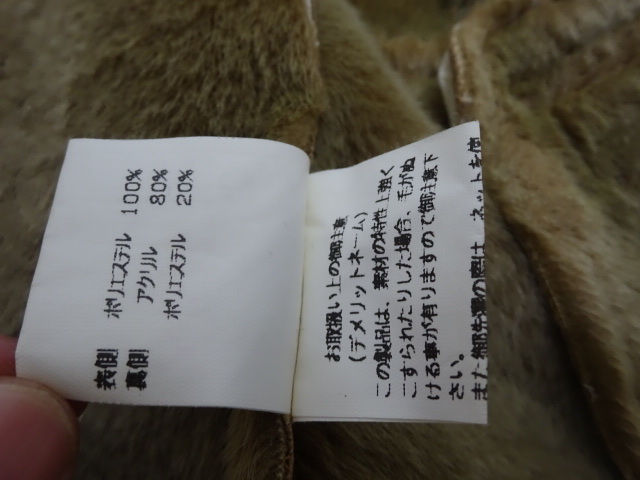 表側 ポリエステル 100%
裏側 アクリル 80%
ポリエステル 20%
お取扱い上の御注意
(デメリットネーム)
この製品は、素材の特性上強く
こすられたりした場合、毛がぬ
ける事が有りますので御注意下
さい。
また御洗濯の際は、ネットを使